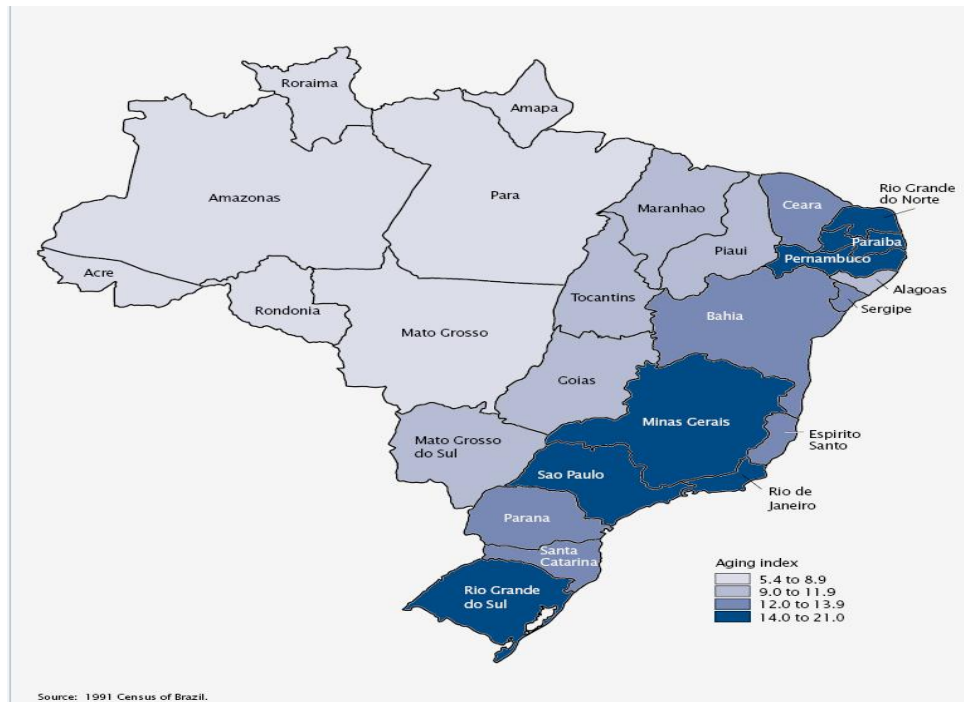 Roraima
Amapa
Amazonas
Para
Maranhao
Ceara
Rio Grande
do Norte
Paraiba
Piaui
Pernambuco
Acre
Alagoas
Rondonia
Tocantins
Sergipe
Bahia
Mato Grosso
Goias
Minas Gerais
Mato Grosso
do Sul
Espirito
Santo
Sao Paulo
Rio de
Janeiro
Parana
Santa
Catarina
Rio Grande
do Sul
Aging index
5.4 to 8.9
9.0 to 11.9
12.0 to 13.9
14.0 to 21.0
Source: 1991 Census of Brazil.